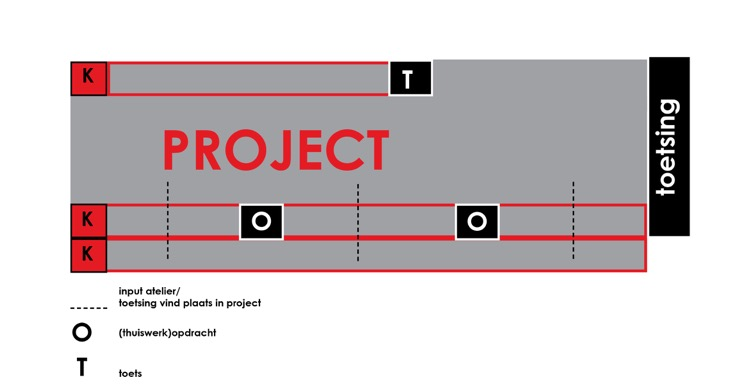 K
T
toetsing
PROJECT
K
O
O
K
input atelier/
toetsing vind plaats in project
O
(thuiswerk)opdracht
T
toets